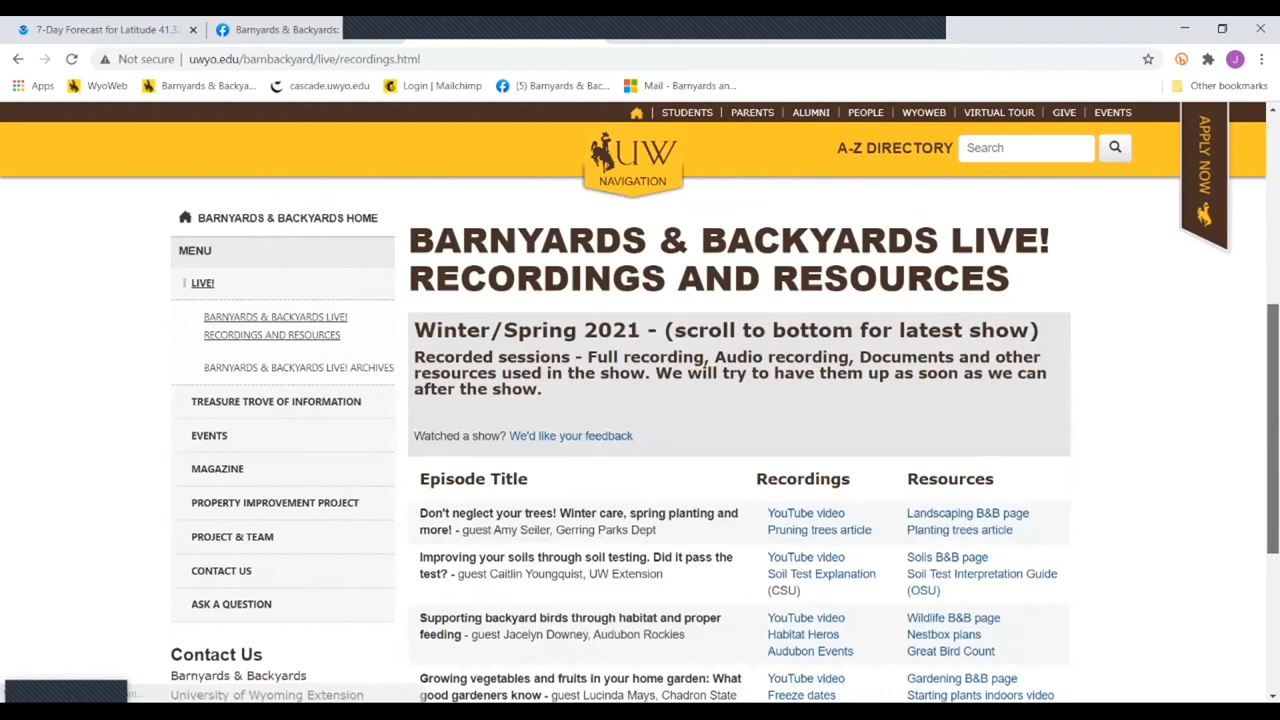 7-Day Forecast for Latitude 41.3
Barnyards & Backyards:
Not secure
uwyo.edu/barnbackyard/live/recordings.html
Apps
WyoWeb
Barnyards & Backya...
cascade.uwyo.edu
Login | Mailchimp
(5) Barnyards & Bac...
Mail - Barnyards an...
Other bookmarks
STUDENTS | PARENTS | ALUMNI | PEOPLE | WYOWEB | VIRTUAL TOUR | GIVE | EVENTS
UW
NAVIGATION
A-Z DIRECTORY
Search
APPLY NOW
BARNYARDS & BACKYARDS HOME
MENU
LIVE!
BARNYARDS & BACKYARDS LIVE!
RECORDINGS AND RESOURCES
BARNYARDS & BACKYARDS LIVE! ARCHIVES
TREASURE TROVE OF INFORMATION
EVENTS
MAGAZINE
PROPERTY IMPROVEMENT PROJECT
PROJECT & TEAM
CONTACT US
ASK A QUESTION
Contact Us
Barnyards & Backyards
University of Wyoming Extension
BARNYARDS & BACKYARDS LIVE!
RECORDINGS AND RESOURCES
Winter/Spring 2021 - (scroll to bottom for latest show)
Recorded sessions - Full recording, Audio recording, Documents and other
resources used in the show. We will try to have them up as soon as we can
after the show.
Watched a show? We'd like your feedback
Episode Title Recordings Resources
Don't neglect your trees! Winter care, spring planting and YouTube video Landscaping B&B page
more! - guest Amy Seiler, Gerring Parks Dept Pruning trees article Planting trees article
Improving your soils through soil testing. Did it pass the YouTube video Soils B&B page
test? - guest Caitlin Youngquist, UW Extension Soil Test Explanation Soil Test Interpretation Guide
(CSU) (OSU)
Supporting backyard birds through habitat and proper YouTube video Wildlife B&B page
feeding - guest Jacelyn Downey, Audubon Rockies Habitat Heros Nestbox plans
Audubon Events Great Bird Count
Growing vegetables and fruits in your home garden: What YouTube video Gardening B&B page
good gardeners know - guest Lucinda Mays, Chadron State Freeze dates Starting plants indoors video